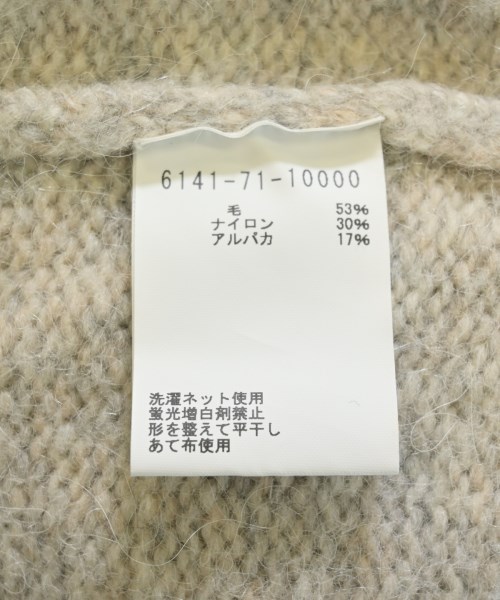 6141-71-10000
毛 53%
ナイロン 30%
アルパカ 17%
洗濯ネット使用
蛍光増白剤禁止
形を整えて平干し
あて布使用